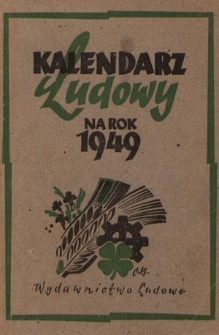 KALENDARZ
Ludowy
NA ROK
1949
Wydawnictwo Ludowe